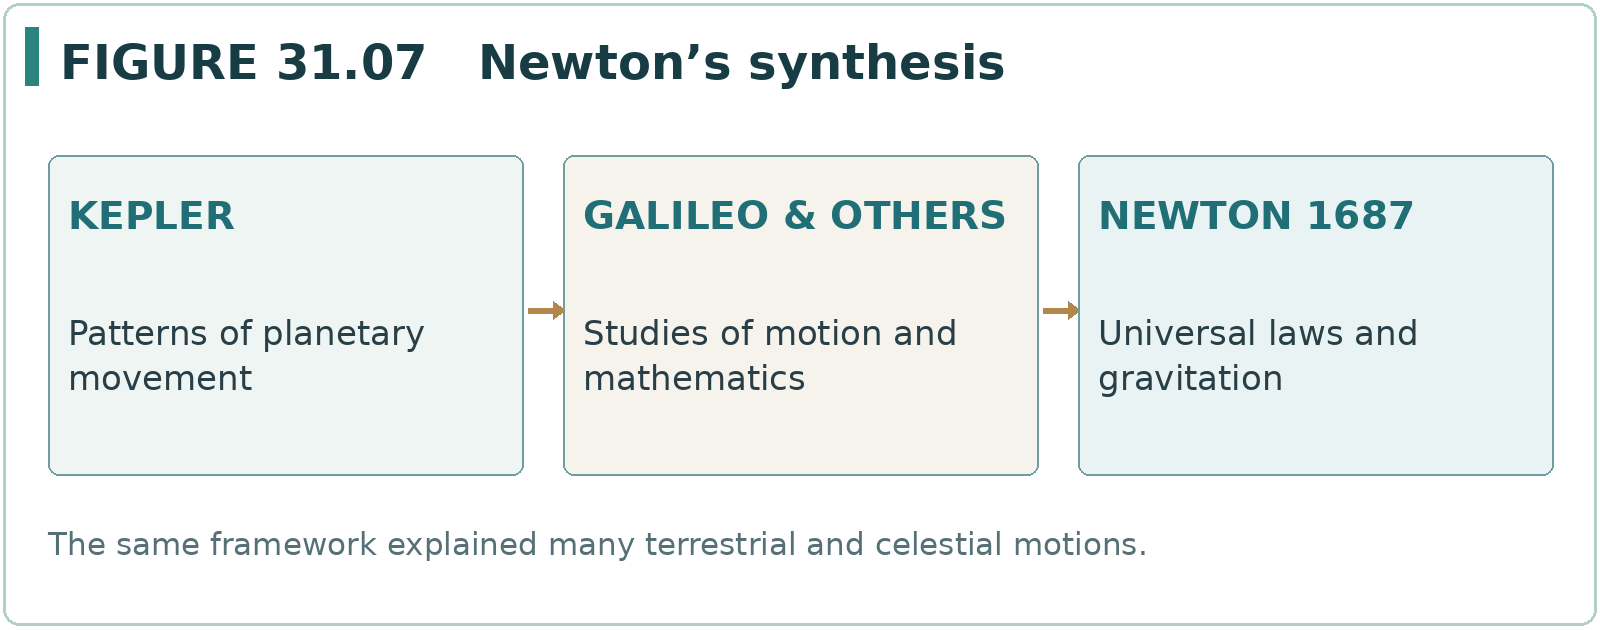 FIGURE 31.07 Newton’s synthesis
KEPLER
Patterns of planetary
movement
GALILEO & OTHERS
Studies of motion and
mathematics
NEWTON 1687
Universal laws and
gravitation
The same framework explained many terrestrial and celestial motions.